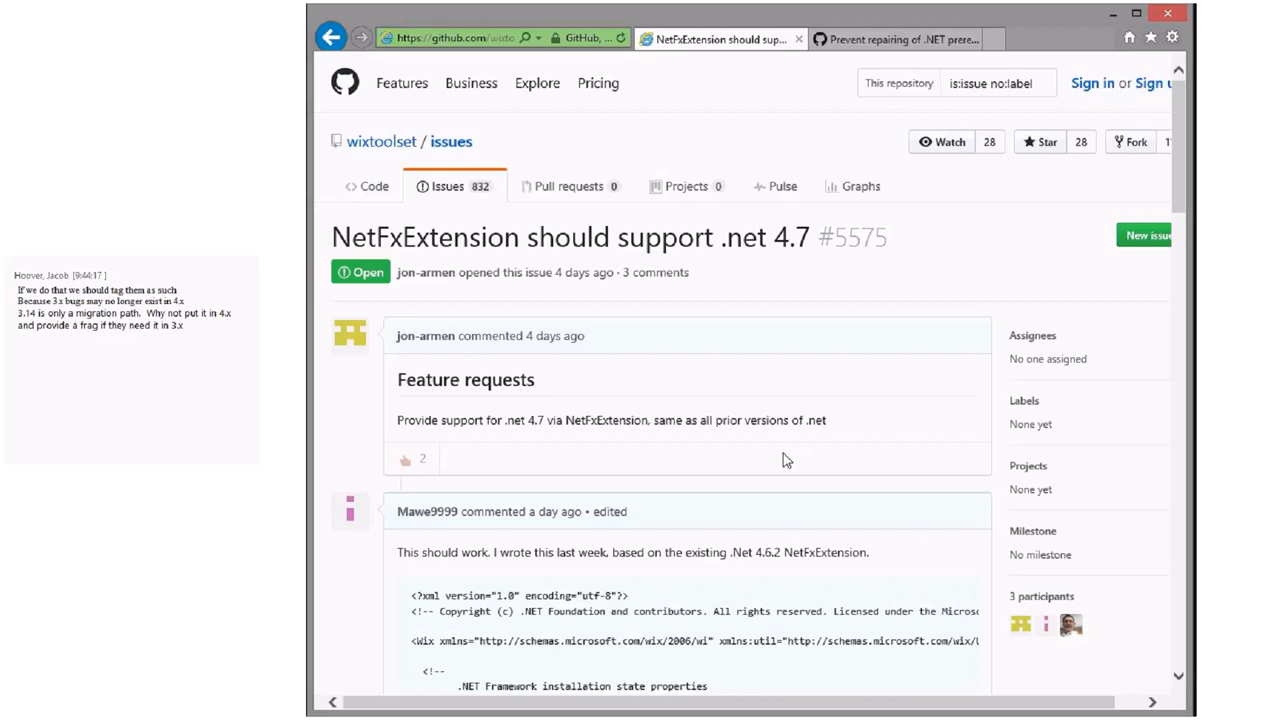 https://github.com/wixto
GitHub, ...
NetFxExtension should sup...
Prevent repairing of .NET prere...
Features
Business
Explore
Pricing
This repository
is:issue no:label
Sign in or Sign u
wixtoolset / issues
Watch 28
Star 28
Fork
Code
Issues 832
Pull requests 0
Projects 0
Pulse
Graphs
NetFxExtension should support .net 4.7 #5575
New issue
Open
jon-armen opened this issue 4 days ago · 3 comments
Hoover, Jacob [9:44:17 ]
If we do that we should tag them as such
Because 3.x bugs may no longer exist in 4.x
3.14 is only a migration path. Why not put it in 4.x
and provide a frag if they need it in 3.x
jon-armen commented 4 days ago
Feature requests
Provide support for .net 4.7 via NetFxExtension, same as all prior versions of .net
2
Mawe9999 commented a day ago • edited
This should work. I wrote this last week, based on the existing .Net 4.6.2 NetFxExtension.
<?xml version="1.0" encoding="utf-8"?>
<!-- Copyright (c) .NET Foundation and contributors. All rights reserved. Licensed under the Microsc
<Wix xmlns="http://schemas.microsoft.com/wix/2006/wi" xmlns:util="http://schemas.microsoft.com/wix/U
<!--
.NET Framework installation state properties
Assignees
No one assigned
Labels
None yet
Projects
None yet
Milestone
No milestone
3 participants